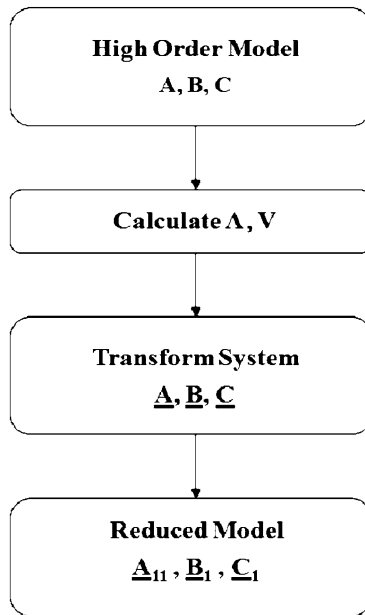 High Order Model
A, B, C
Calculate Λ, V
Transform System
A, B, C
Reduced Model
A₁₁ , B₁ , C₁